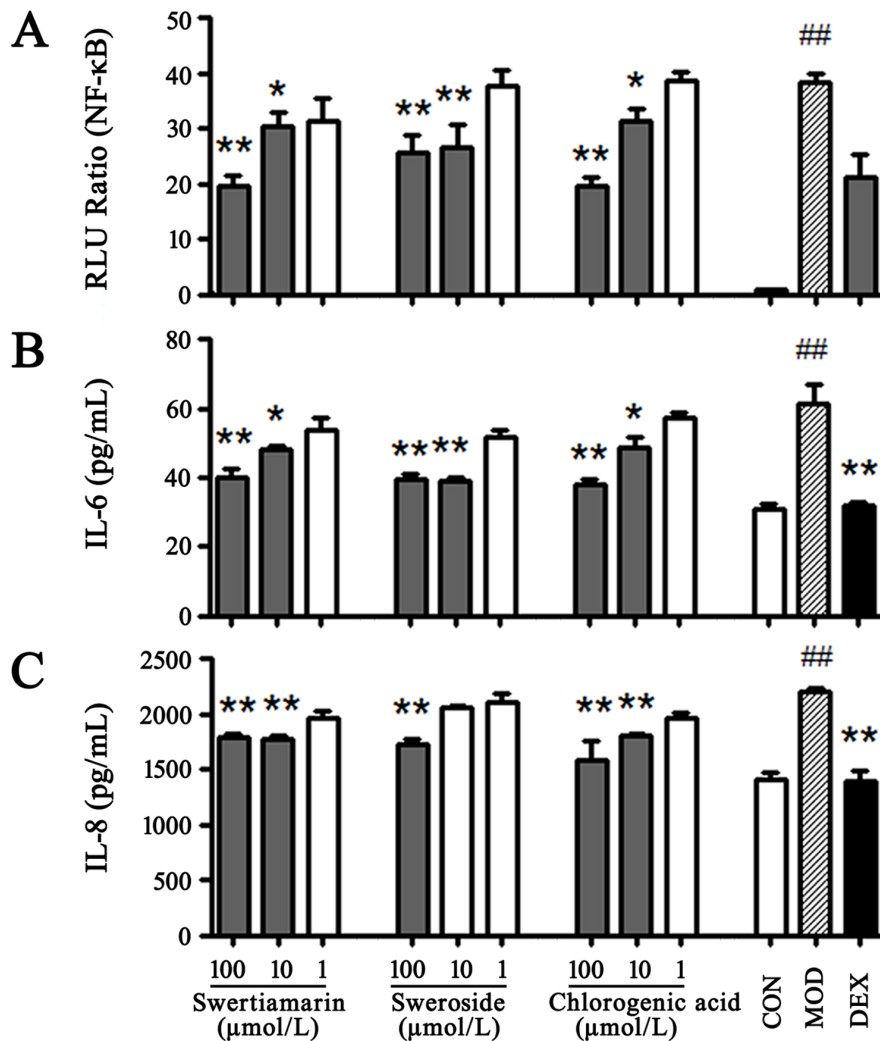 A
RLU Ratio (NF-κB)
50
40
30
20
10
0
**
*
**
**
**
*
##
B
IL-6 (pg/mL)
80
60
40
20
0
**
*
**
**
**
*
##
**
C
IL-8 (pg/mL)
2500
2000
1500
1000
500
0
**
**
**
**
**
##
**
100 10 1
Swertiamarin
(μmol/L)
100 10 1
Sweroside
(μmol/L)
100 10 1
Chlorogenic acid
(μmol/L)
CON
MOD
DEX